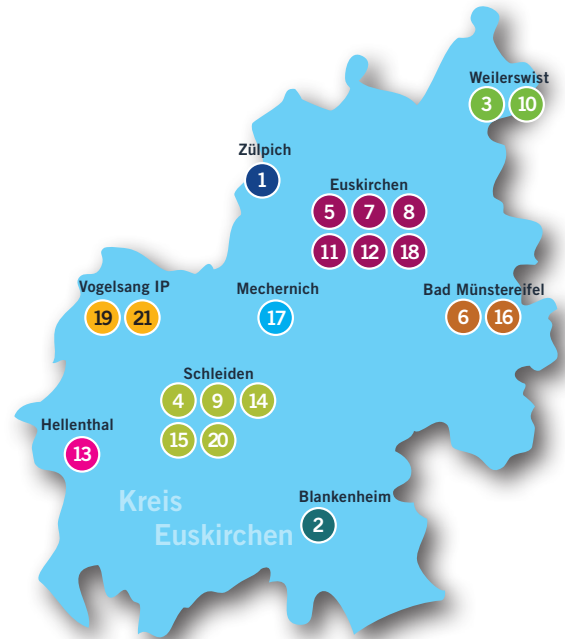 Weilerswist
3 10
Zülpich
1
Euskirchen
5 7 8
11 12 18
Vogelsang IP
19 21
Mechernich
17
Bad Münstereifel
6 16
Schleiden
4 9 14
15 20
Hellenthal
13
Blankenheim
2
Kreis
Euskirchen